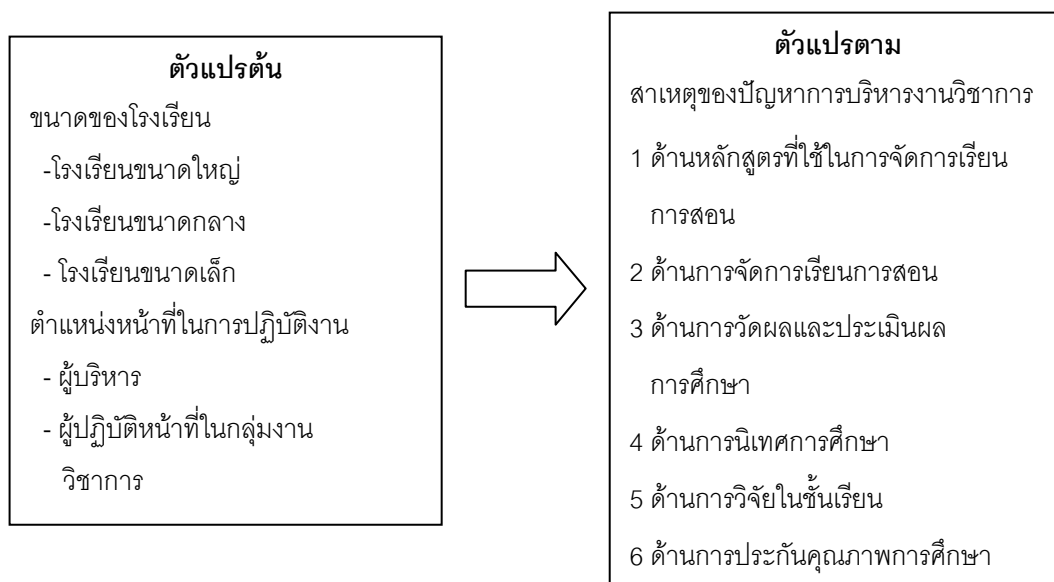 ตัวแปรต้น
ขนาดของโรงเรียน
-โรงเรียนขนาดใหญ่
-โรงเรียนขนาดกลาง
- โรงเรียนขนาดเล็ก
ตำแหน่งหน้าที่ในการปฏิบัติงาน
- ผู้บริหาร
- ผู้ปฏิบัติหน้าที่ในกลุ่มงาน
วิชาการ
ตัวแปรตาม
สาเหตุของปัญหาการบริหารงานวิชาการ
1 ด้านหลักสูตรที่ใช้ในการจัดการเรียน
การสอน
2 ด้านการจัดการเรียนการสอน
3 ด้านการวัดผลและประเมินผล
การศึกษา
4 ด้านการนิเทศการศึกษา
5 ด้านการวิจัยในชั้นเรียน
6 ด้านการประกันคุณภาพการศึกษา